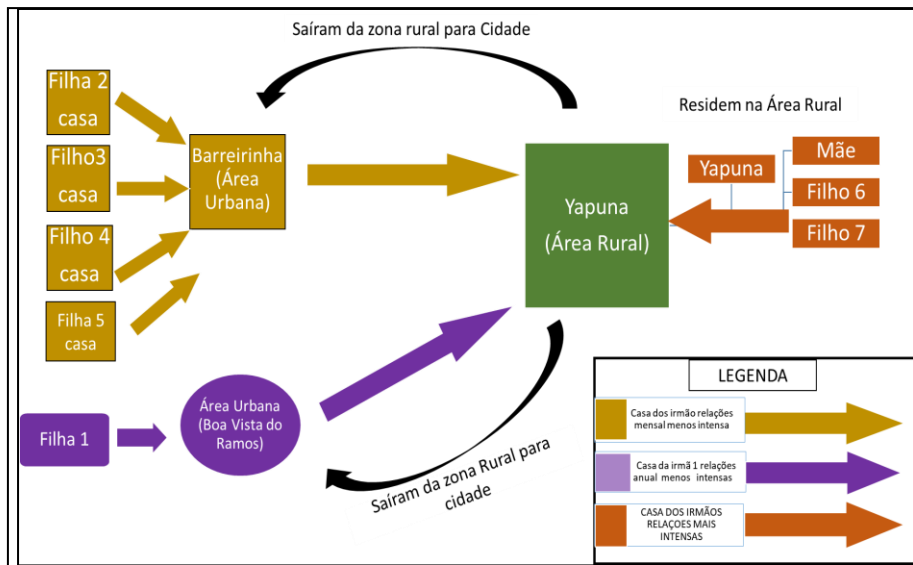 Saíram da zona rural para Cidade
Filha 2
casa
Filho3
casa
Filho 4
casa
Filha 5
casa
Barreirinha
(Área
Urbana)
Yapuna
(Área Rural)
Residem na Área Rural
Yapuna
Mãe
Filho 6
Filho 7
Filha 1
Área Urbana
(Boa Vista do
Ramos)
Saíram da zona Rural para
cidade
LEGENDA
Casa dos irmão relações
mensal menos intensa
Casa da irmã 1 relações
anual menos intensas
CASA DOS IRMÃOS
RELAÇOES MAIS
INTENSAS